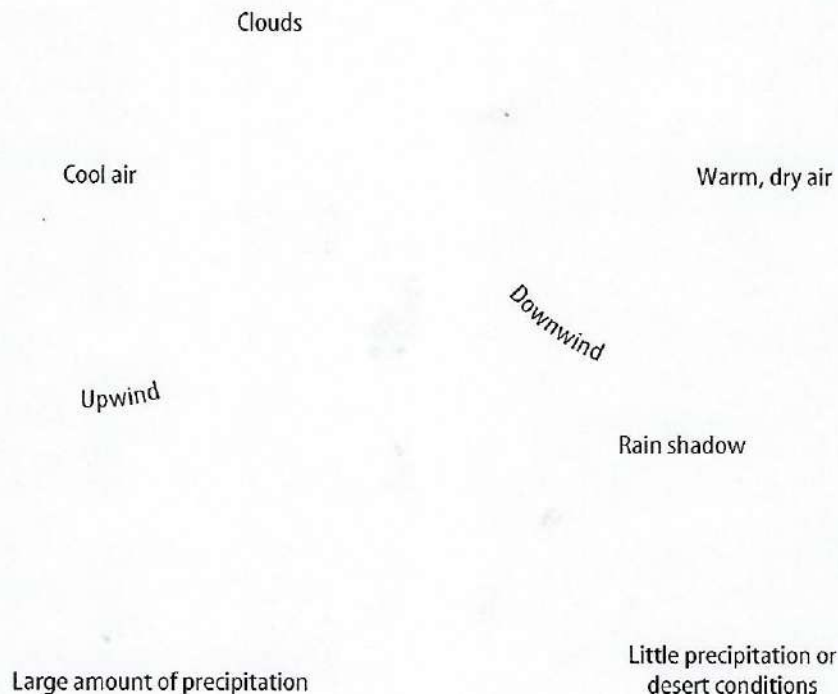 Clouds
Cool air
Warm, dry air
Downwind
Upwind
Rain shadow
Large amount of precipitation
Little precipitation or
desert conditions